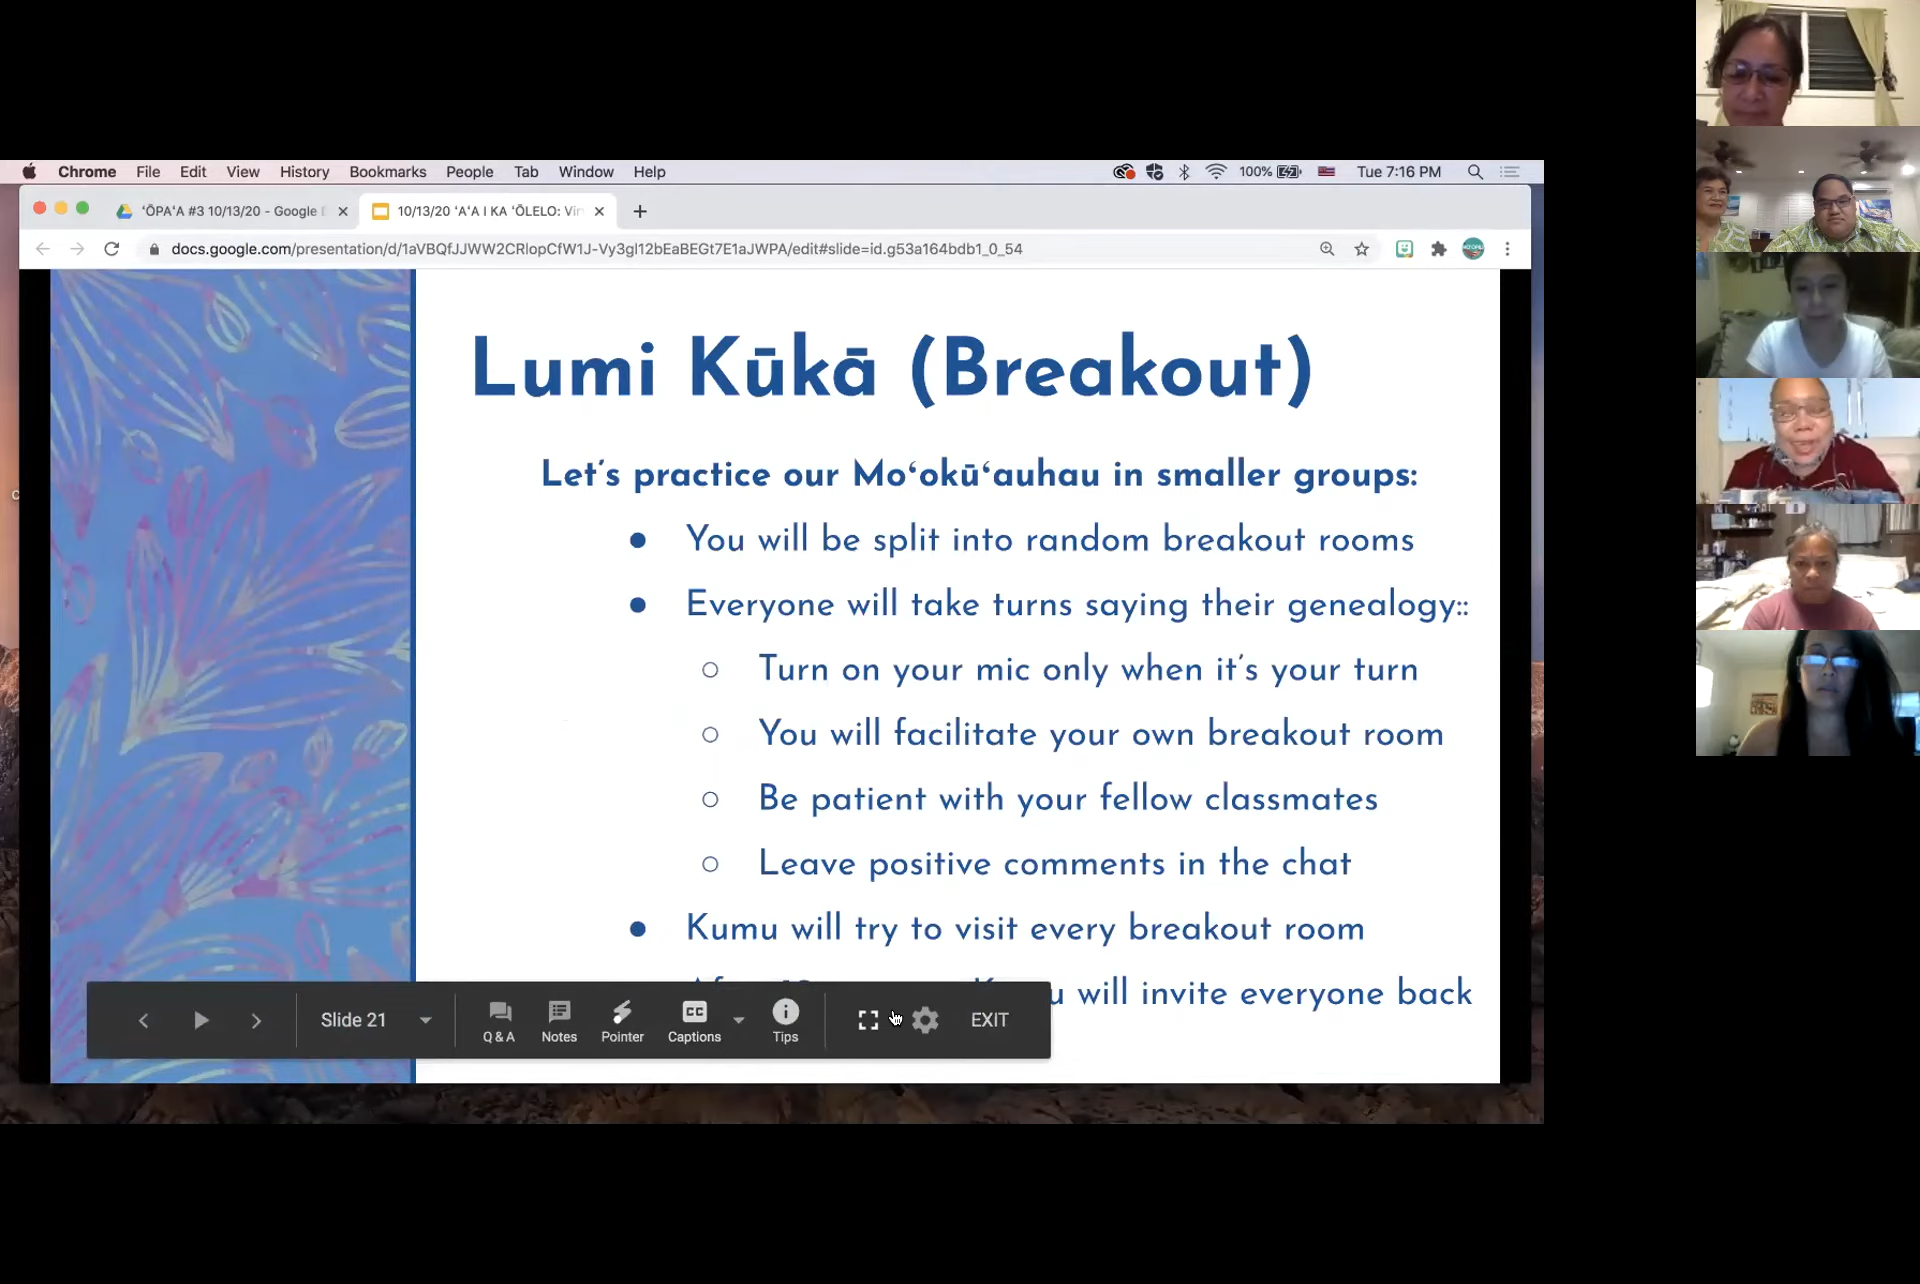 Chrome File Edit View History Bookmarks People Tab Window Help 100% Tue 7:16 PM
ʻŌPAʻA #3 10/13/20 - Google 10/13/20 ʻAʻA I KA ʻŌLELO: Vir
docs.google.com/presentation/d/1aVBQfJJWW2CRlopCfW1J-Vy3gl12bEaBEGt7E1aJWPA/edit#slide=id.g53a164bdb1_0_54
Lumi Kūkā (Breakout)
Let's practice our Moʻokūʻauhau in smaller groups:
● You will be split into random breakout rooms
● Everyone will take turns saying their genealogy::
○ Turn on your mic only when it's your turn
○ You will facilitate your own breakout room
○ Be patient with your fellow classmates
○ Leave positive comments in the chat
● Kumu will try to visit every breakout room
will invite everyone back
Slide 21 Q & A Notes Pointer CC Captions Tips EXIT